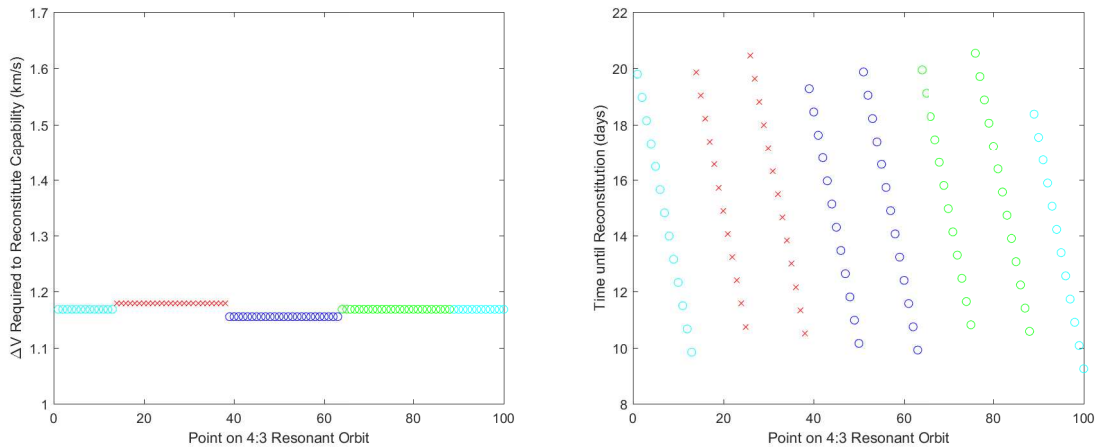 1.7
1.6
1.5
1.4
1.3
1.2
1.1
1
0 20 40 60 80 100
ΔV Required to Reconstitute Capability (km/s)
Point on 4:3 Resonant Orbit
22
20
18
16
14
12
10
8
0 20 40 60 80 100
Time until Reconstitution (days)
Point on 4:3 Resonant Orbit